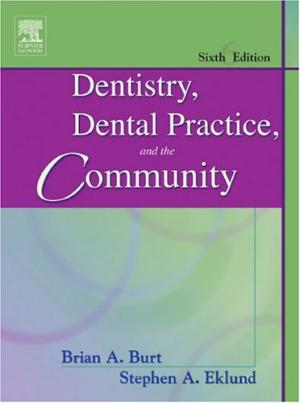 ELSEVIER
SAUNDERS
Sixth Edition
Dentistry,
Dental Practice,
and the
Community
Brian A. Burt
Stephen A. Eklund